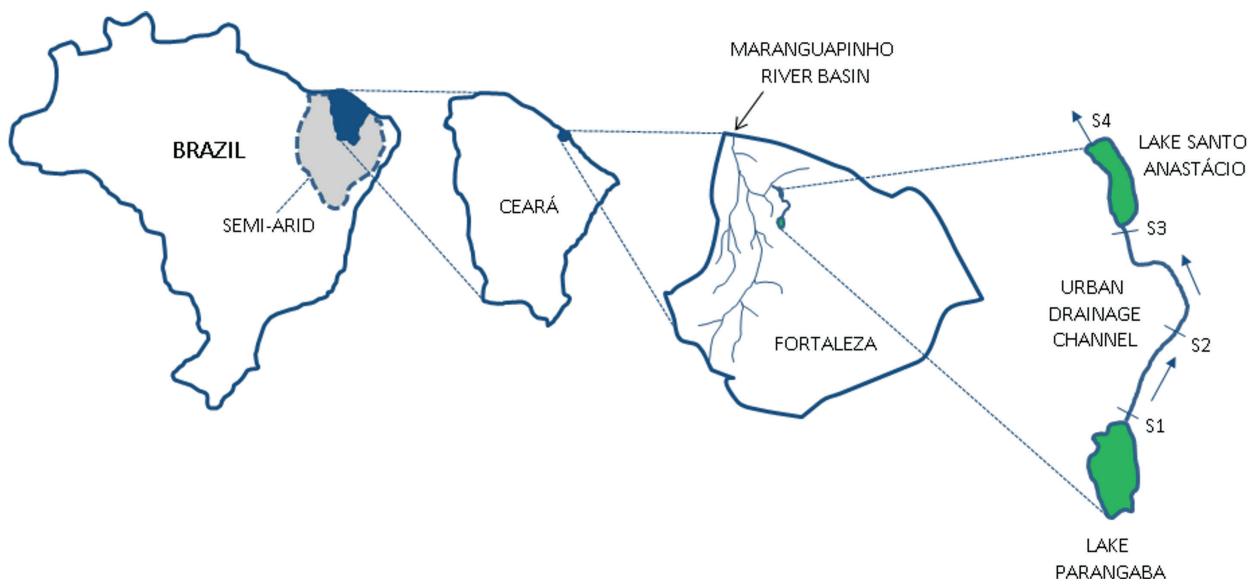 BRAZIL
SEMI-ARID
CEARÁ
MARANGUAPINHO
RIVER BASIN
FORTALEZA
S4
LAKE SANTO
ANASTÁCIO
S3
URBAN
DRAINAGE
CHANNEL
S2
S1
LAKE
PARANGABA